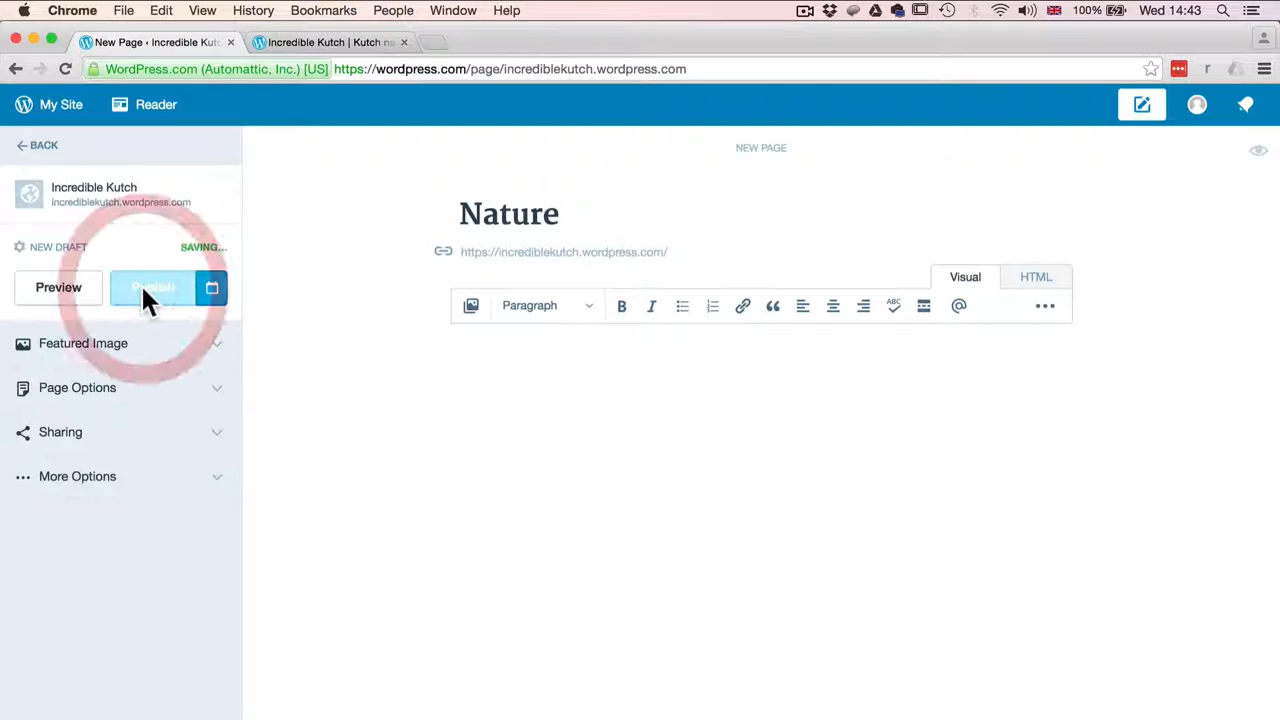 Chrome File Edit View History Bookmarks People Window Help 100% Wed 14:43
New Page ‹ Incredible Kutc × Incredible Kutch | Kutch na ×
WordPress.com (Automattic, Inc.) [US] https://wordpress.com/page/incrediblekutch.wordpress.com
My Site Reader
BACK
NEW PAGE
Incredible Kutch
incrediblekutch.wordpress.com
Nature
NEW DRAFT SAVING...
https://incrediblekutch.wordpress.com/
Visual HTML
Preview Publish
Paragraph B I ABC
Featured Image
Page Options
Sharing
More Options